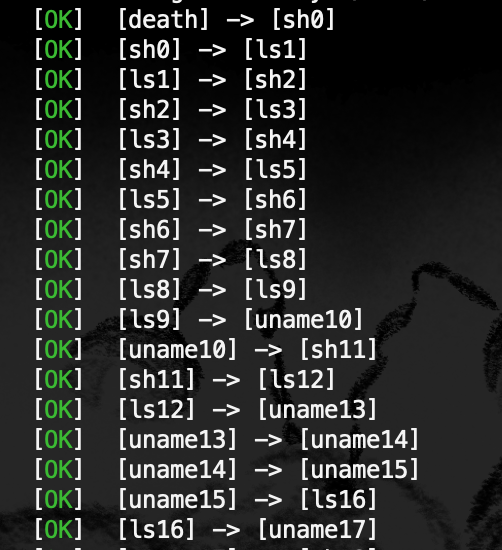 [OK] [death] -> [sh0]
[OK] [sh0] -> [ls1]
[OK] [ls1] -> [sh2]
[OK] [sh2] -> [ls3]
[OK] [ls3] -> [sh4]
[OK] [sh4] -> [ls5]
[OK] [ls5] -> [sh6]
[OK] [sh6] -> [sh7]
[OK] [sh7] -> [ls8]
[OK] [ls8] -> [ls9]
[OK] [ls9] -> [uname10]
[OK] [uname10] -> [sh11]
[OK] [sh11] -> [ls12]
[OK] [ls12] -> [uname13]
[OK] [uname13] -> [uname14]
[OK] [uname14] -> [uname15]
[OK] [uname15] -> [ls16]
[OK] [ls16] -> [uname17]